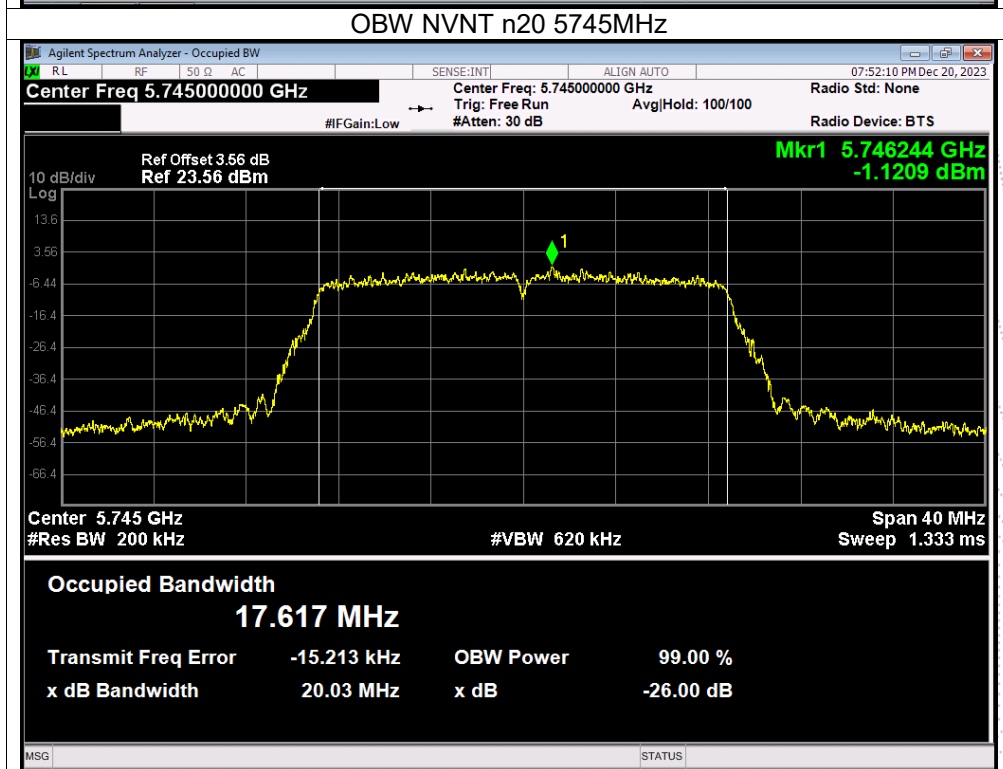 OBW NVNT n20 5745MHz
Agilent Spectrum Analyzer - Occupied BW
LXI RL RF 50 Ω AC SENSE:INT ALIGN AUTO 07:52:10 PM Dec 20, 2023
Center Freq 5.745000000 GHz Center Freq: 5.745000000 GHz Radio Std: None
Trig: Free Run Avg|Hold: 100/100
#IFGain:Low #Atten: 30 dB Radio Device: BTS
Mkr1 5.746244 GHz
-1.1209 dBm
Ref Offset 3.56 dB
10 dB/div Ref 23.56 dBm
Log
13.6
1
3.56
-6.44
-16.4
-26.4
-36.4
-46.4
-56.4
-66.4
Center 5.745 GHz Span 40 MHz
#Res BW 200 kHz #VBW 620 kHz Sweep 1.333 ms
Occupied Bandwidth
17.617 MHz
Transmit Freq Error -15.213 kHz OBW Power 99.00 %
x dB Bandwidth 20.03 MHz x dB -26.00 dB
MSG STATUS